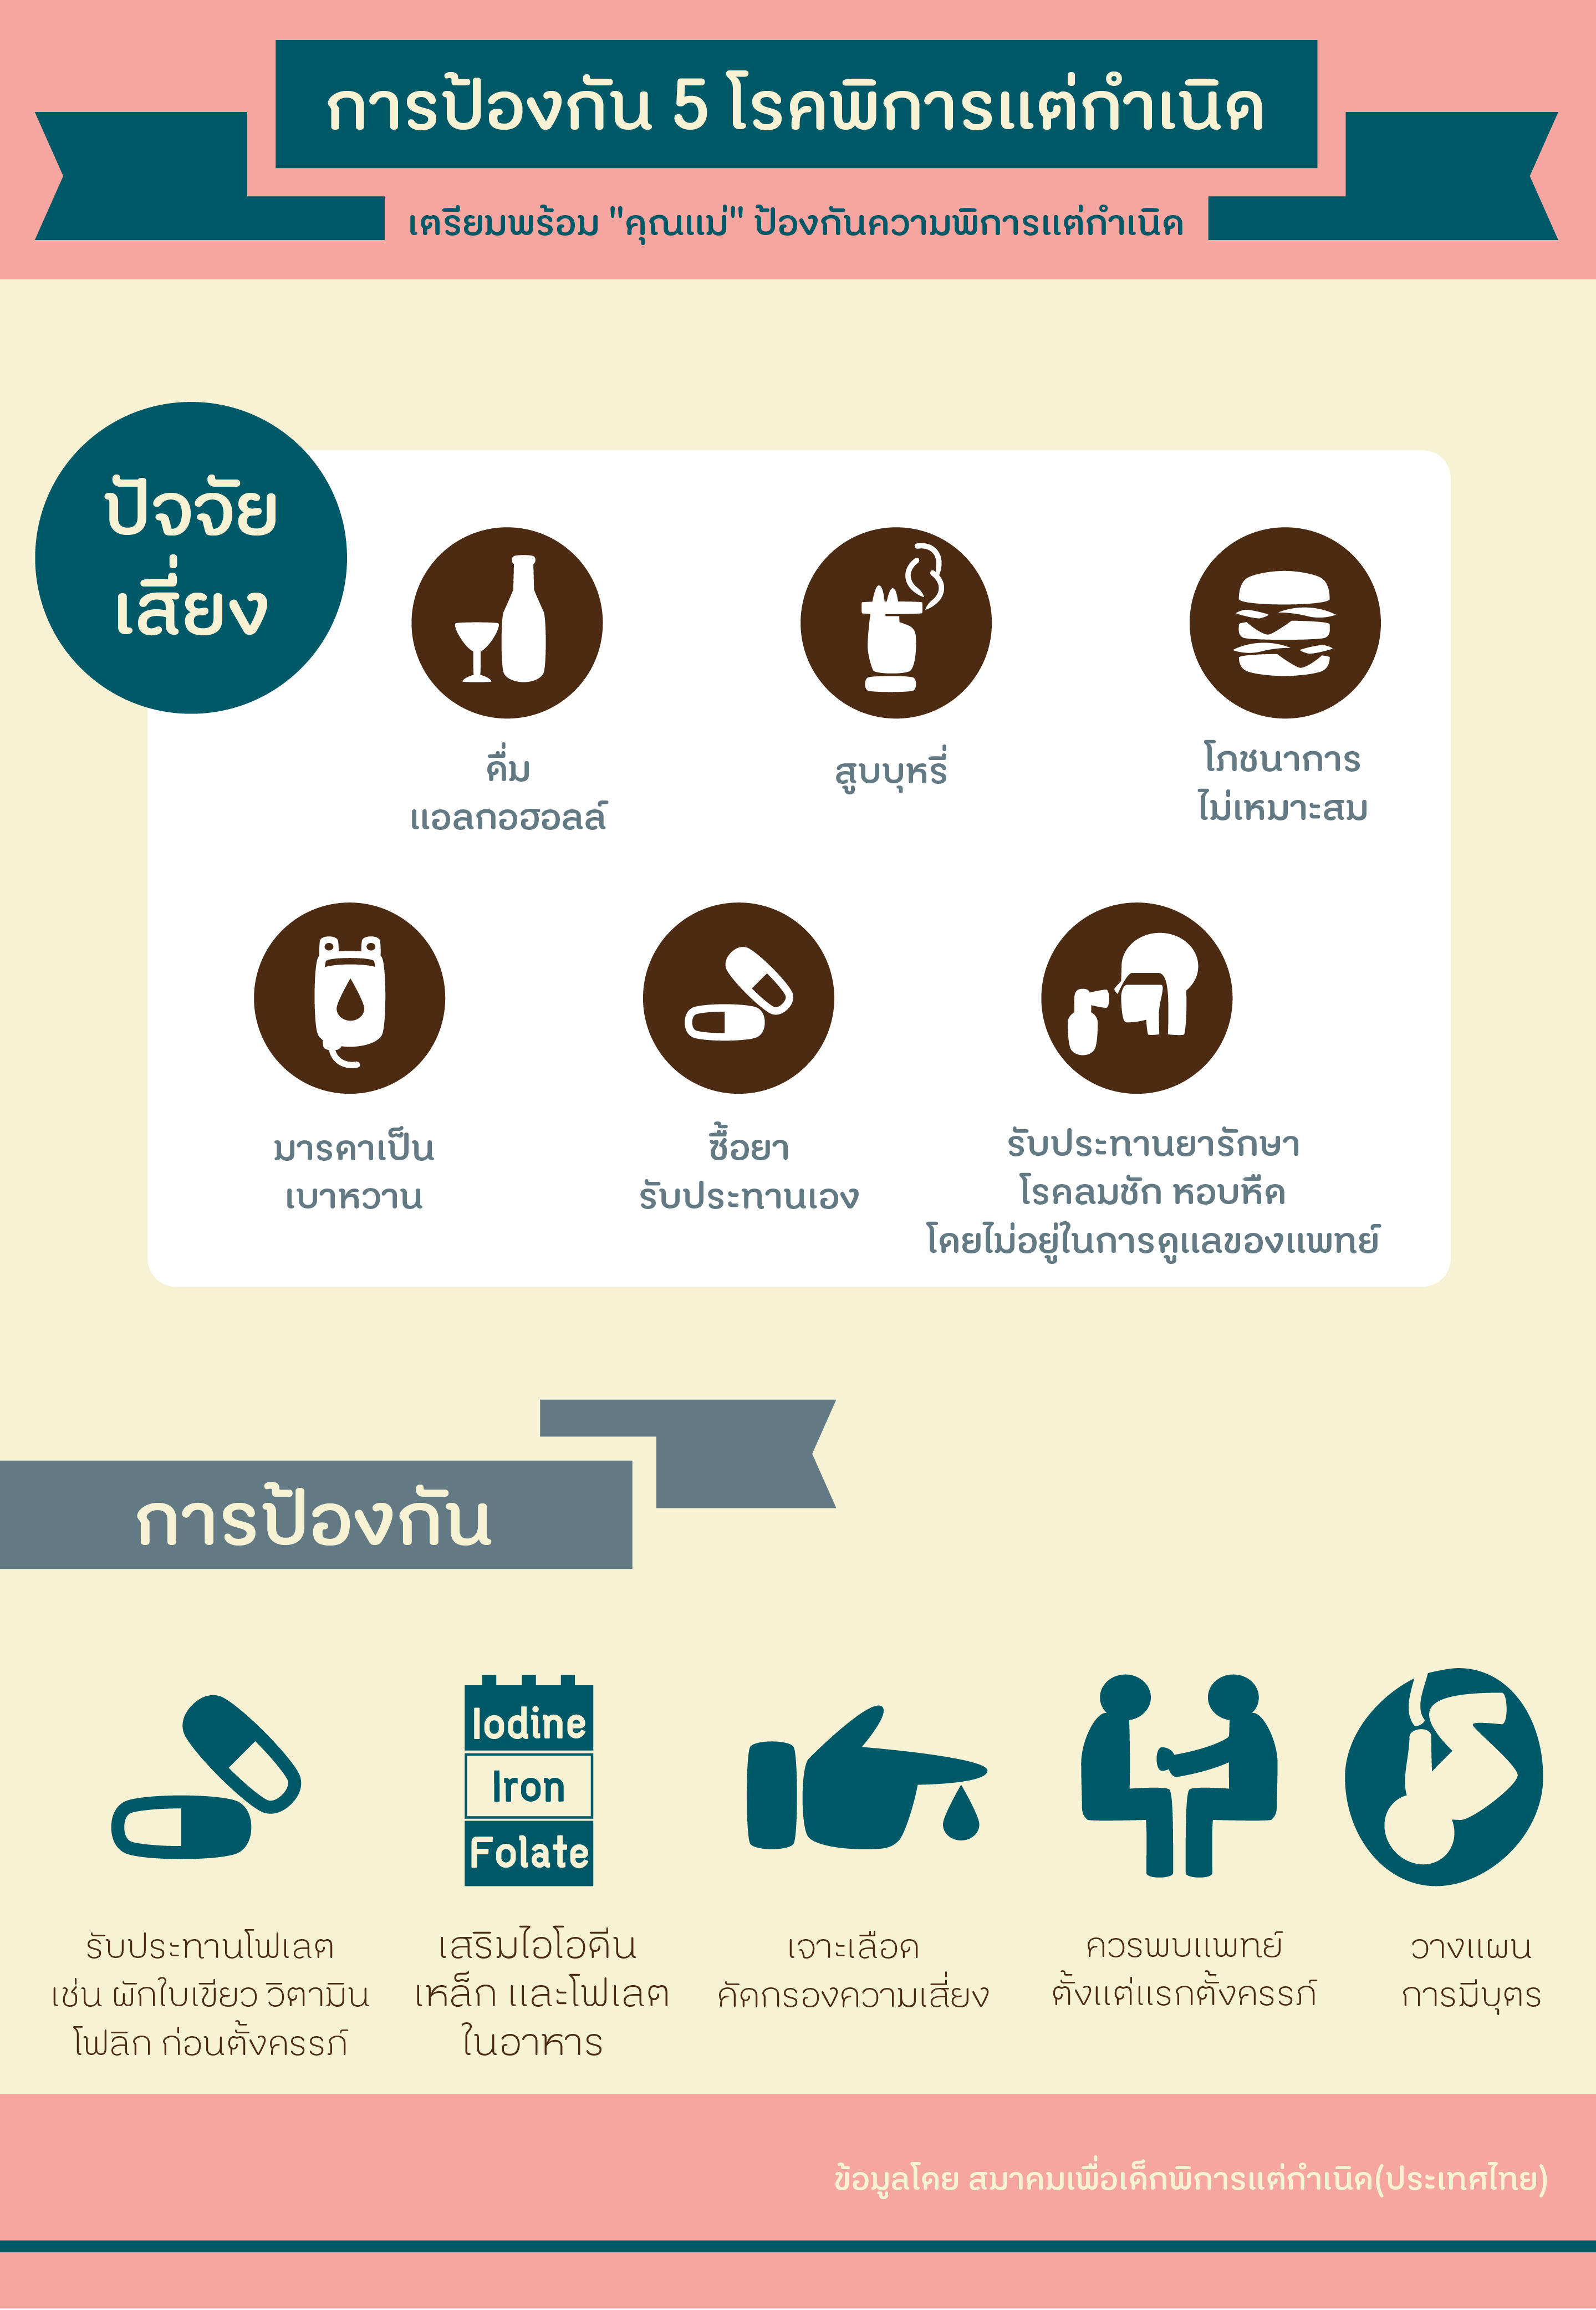 การป้องกัน 5 โรคพิการแต่กำเนิด
เตรียมพร้อม "คุณแม่" ป้องกันความพิการแต่กำเนิด
ปัจจัย
เสี่ยง
ดื่ม
แอลกอฮอลล์
สูบบุหรี่
โภชนาการ
ไม่เหมาะสม
มารดาเป็น
เบาหวาน
ซื้อยา
รับประทานเอง
รับประทานยารักษา
โรคลมชัก หอบหืด
โดยไม่อยู่ในการดูแลของแพทย์
การป้องกัน
รับประทานโฟเลต
เช่น ผักใบเขียว วิตามิน
โฟลิก ก่อนตั้งครรภ์
Iodine
Iron
Folate
เสริมไอโอดีน
เหล็ก และโฟเลต
ในอาหาร
เจาะเลือด
คัดกรองความเสี่ยง
ควรพบแพทย์
ตั้งแต่แรกตั้งครรภ์
วางแผน
การมีบุตร
ข้อมูลโดย สมาคมเพื่อเด็กพิการแต่กำเนิด(ประเทศไทย)